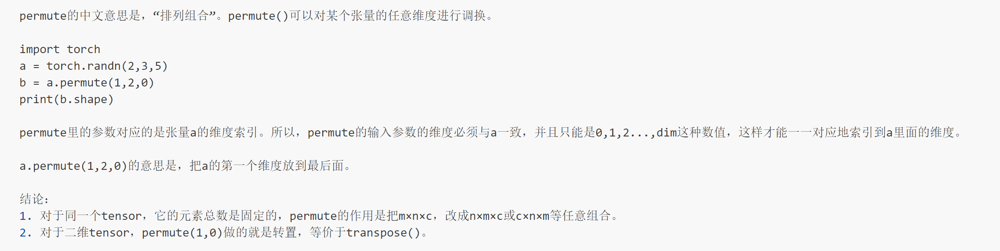 permute的中文意思是，“排列组合”。permute()可以对某个张量的任意维度进行调换。
import torch
a = torch.randn(2,3,5)
b = a.permute(1,2,0)
print(b.shape)
permute里的参数对应的是张量a的维度索引。所以，permute的输入参数的维度必须与a一致，并且只能是0,1,2...,dim这种数值，这样才能一一对应地索引到a里面的维度。
a.permute(1,2,0)的意思是，把a的第一个维度放到最后面。
结论：
1. 对于同一个tensor，它的元素总数是固定的，permute的作用是把m×n×c，改成n×m×c或c×n×m等任意组合。
2. 对于二维tensor，permute(1,0)做的就是转置，等价于transpose()。